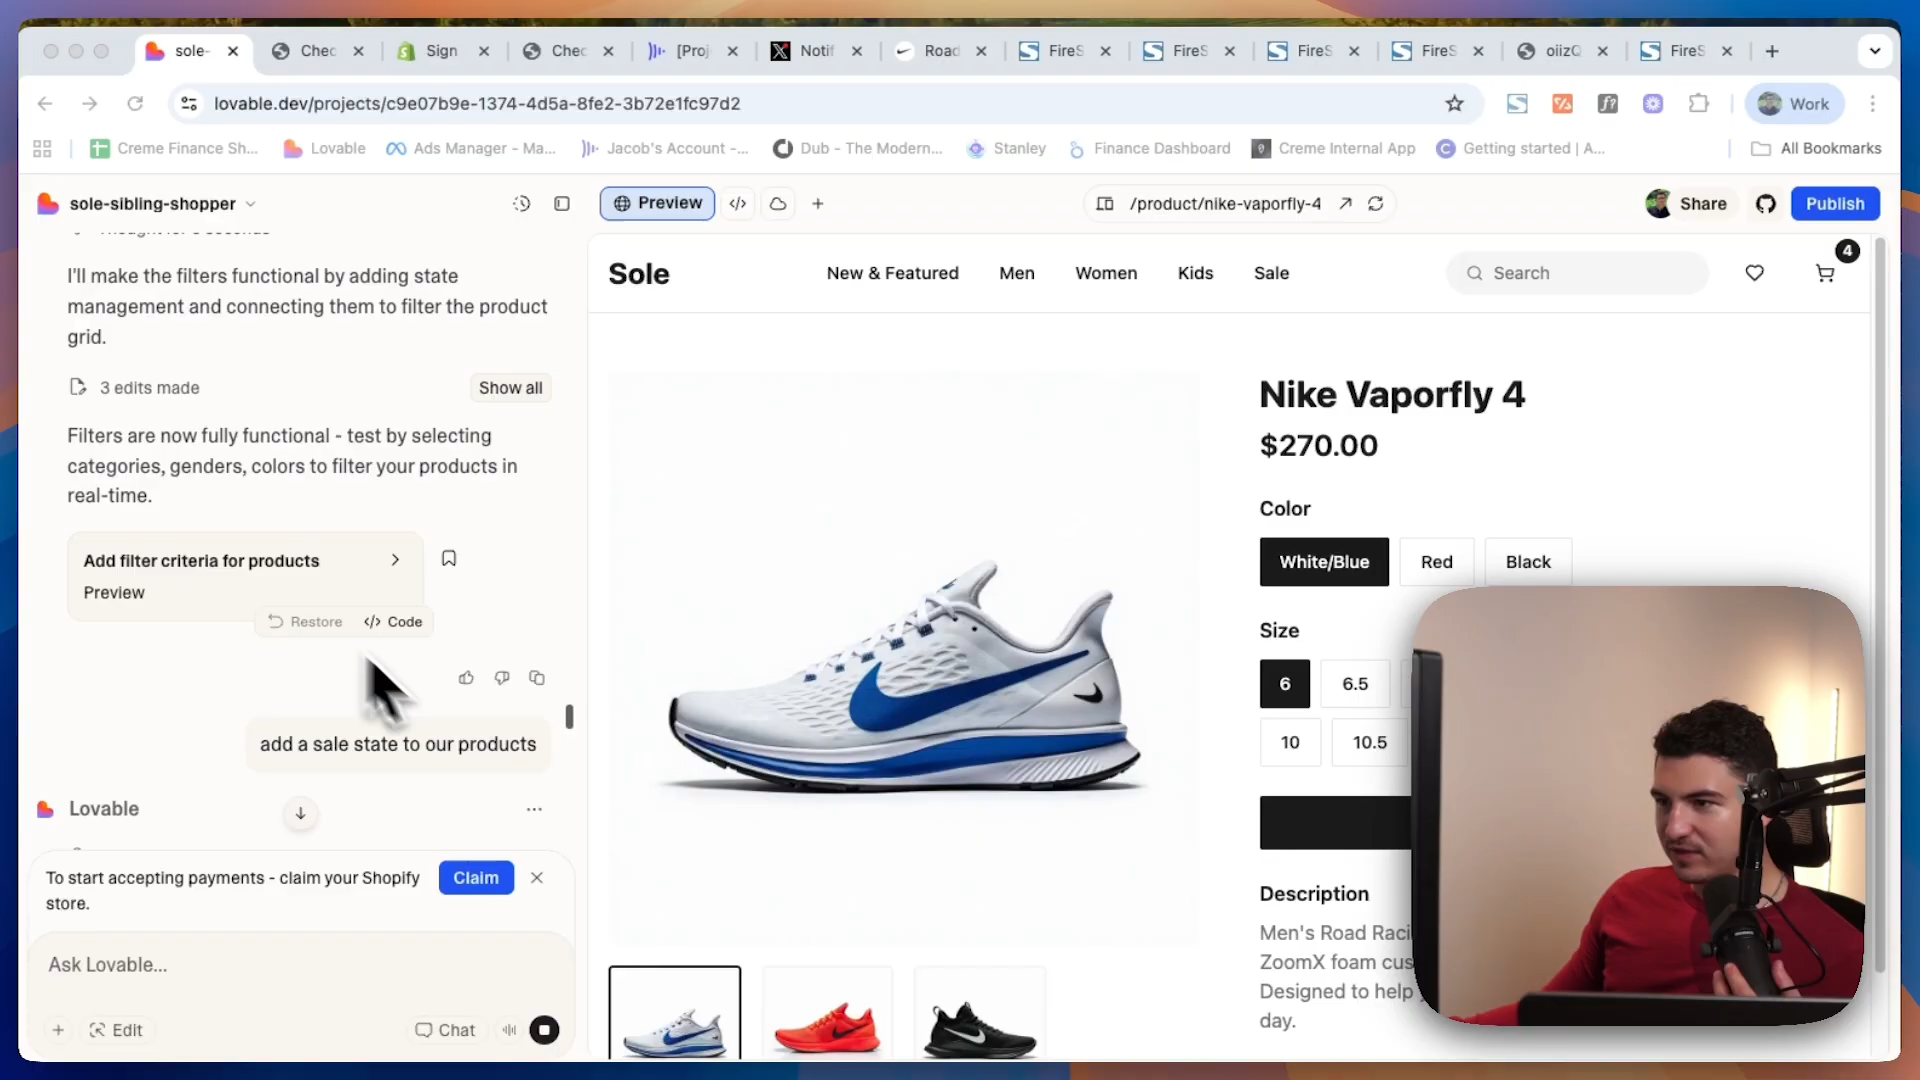 sole-
Chec
Sign
Chec
[Proj
Notif
Road
FireS
FireS
FireS
FireS
oiizC
FireS
lovable.dev/projects/c9e07b9e-1374-4d5a-8fe2-3b72e1fc97d2
Work
Creme Finance Sh...
Lovable
Ads Manager - Ma...
Jacob's Account -...
Dub - The Modern...
Stanley
Finance Dashboard
Creme Internal App
Getting started | A...
All Bookmarks
sole-sibling-shopper
Preview
/product/nike-vaporfly-4
Share
Publish
I'll make the filters functional by adding state
management and connecting them to filter the product
grid.
3 edits made
Show all
Filters are now fully functional - test by selecting
categories, genders, colors to filter your products in
real-time.
Add filter criteria for products
Preview
Restore
</> Code
add a sale state to our products
Lovable
To start accepting payments - claim your Shopify
store.
Claim
Ask Lovable...
Edit
Chat
Sole
New & Featured
Men
Women
Kids
Sale
Search
4
Nike Vaporfly 4
$270.00
Color
White/Blue
Red
Black
Size
6
6.5
10
10.5
Description
Men's Road Raci
ZoomX foam cus
Designed to help
day.